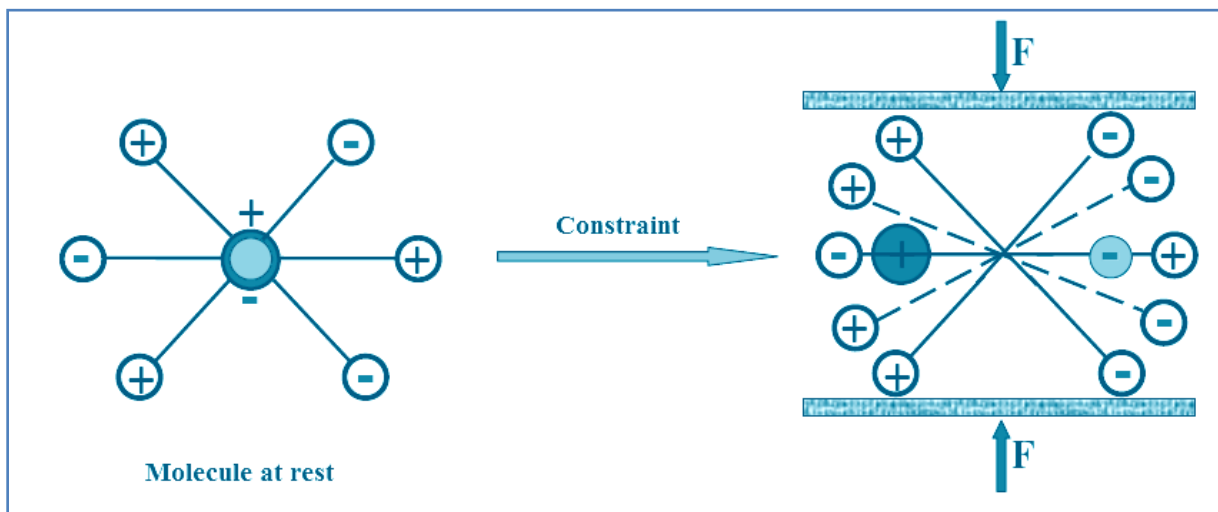 F
+ - + -
+ -
+ Constraint
- + - + - +
-
+ -
+ - + -
F
Molecule at rest